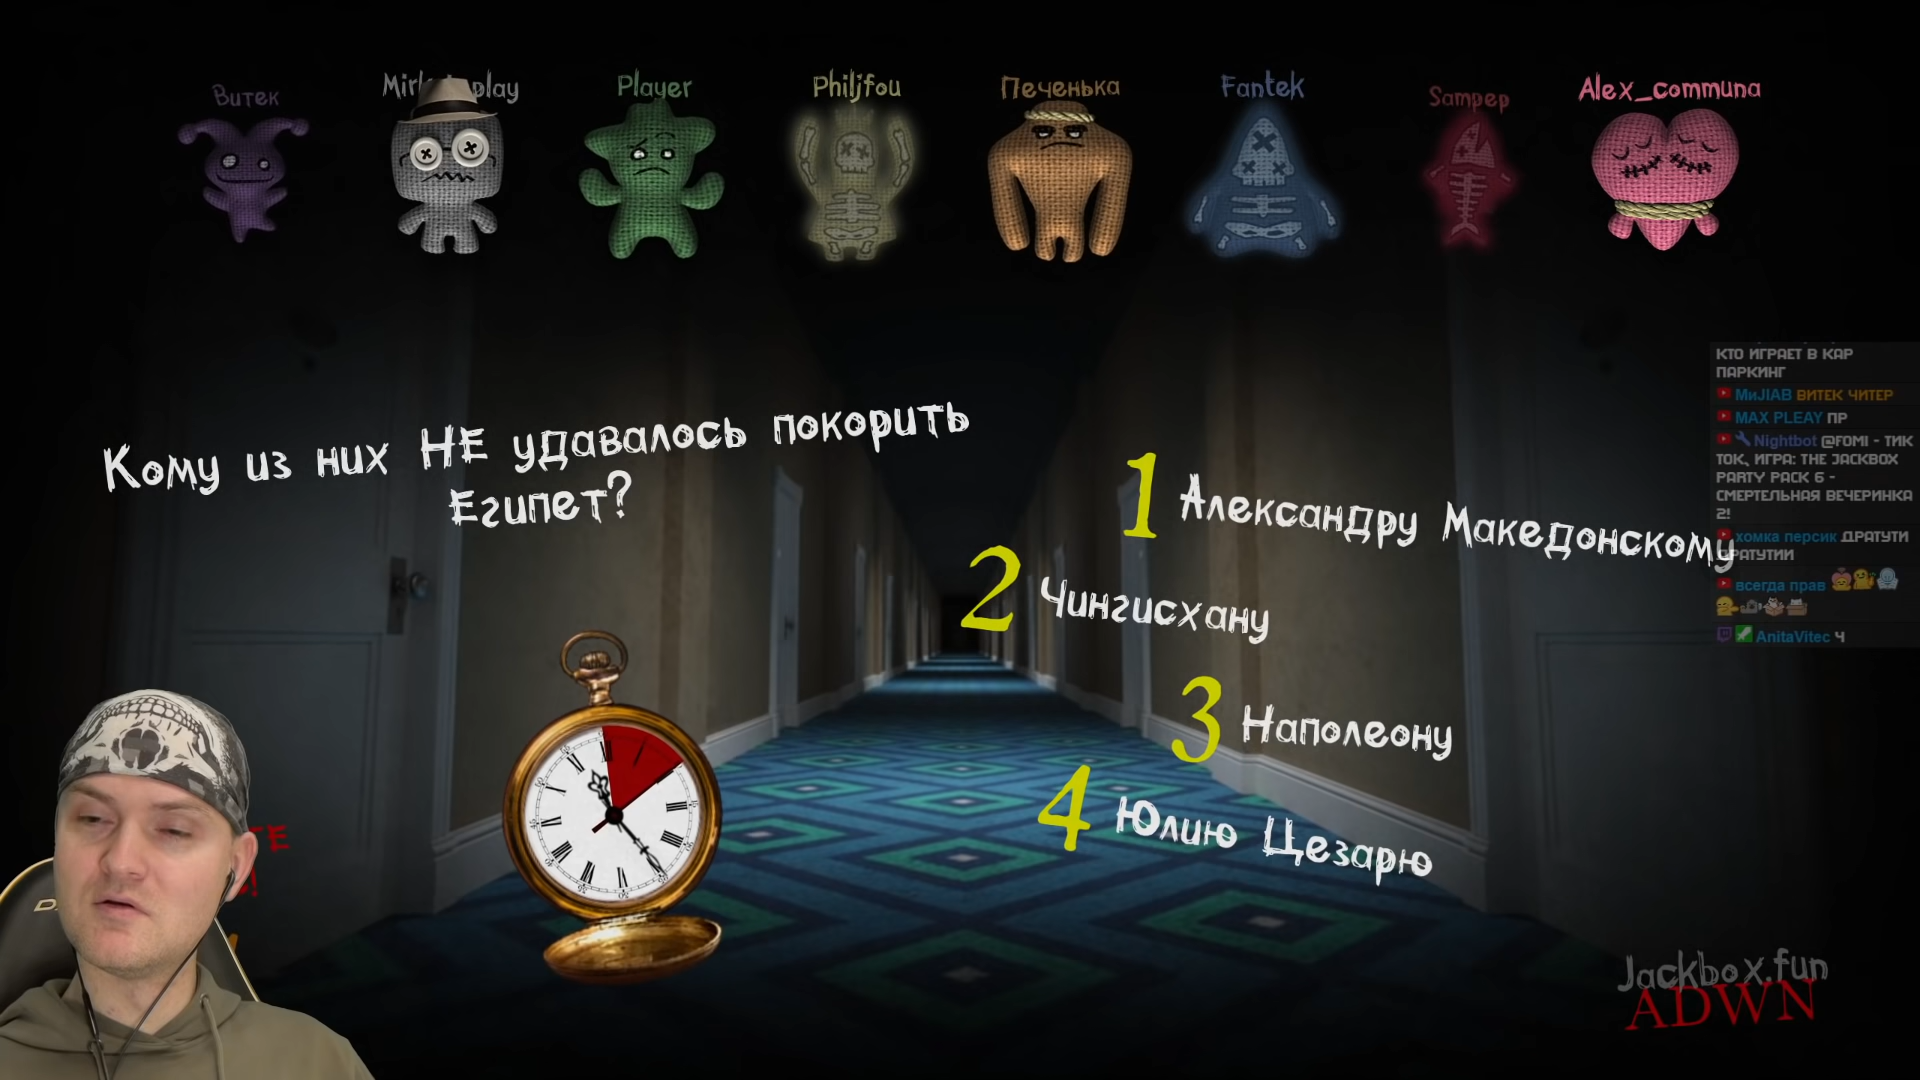 Витек
Player
Philjfou
Печенька
Fantek
Sampep
Alex_communa
Кому из них НЕ удавалось покорить
Египет?
1 Александру Македонскому
2 Чингисхану
3 Наполеону
4 Юлию Цезарю
КТО ИГРАЕТ В КАР
ПАРКИНГ
МиJIAB ВИТЕК ЧИТЕР
MAX PLEAY ПР
Nightbot @FOMI - ТИК
ТОК, ИГРА: THE JACKBOX
PARTY PACK 6 -
СМЕРТЕЛЬНАЯ ВЕЧЕРИНКА
2!
хомка персик ДРАТУТИ
ДРАТУТИИ
всегда прав
AnitaVitec Ч
Jackbox.fun
ADWN